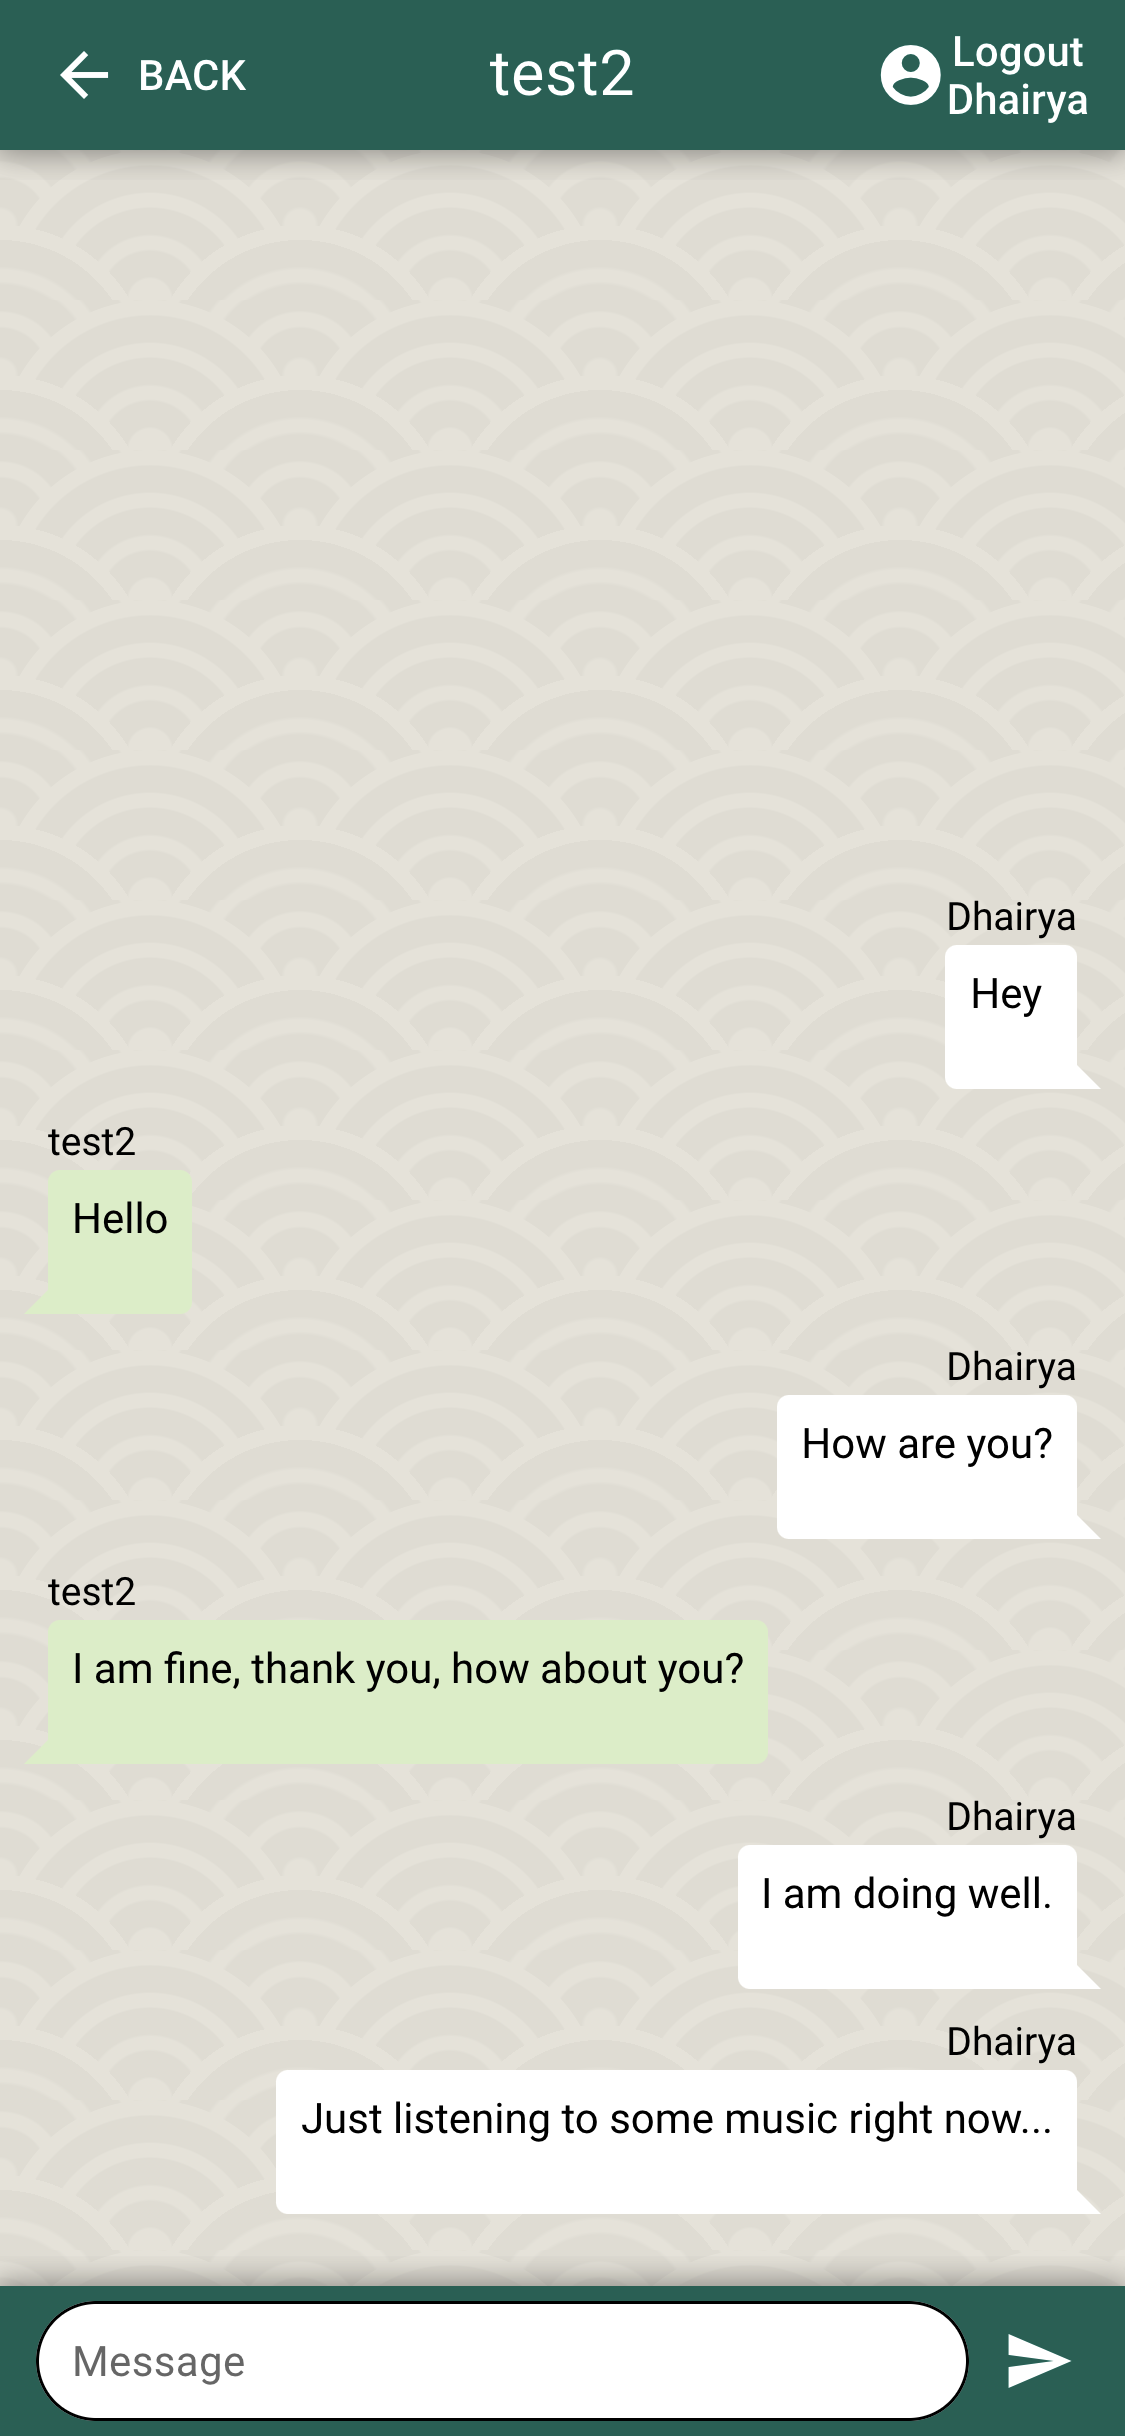 BACK
test2
Logout
Dhairya
Dhairya
Hey
test2
Hello
Dhairya
How are you?
test2
I am fine, thank you, how about you?
Dhairya
I am doing well.
Dhairya
Just listening to some music right now...
Message